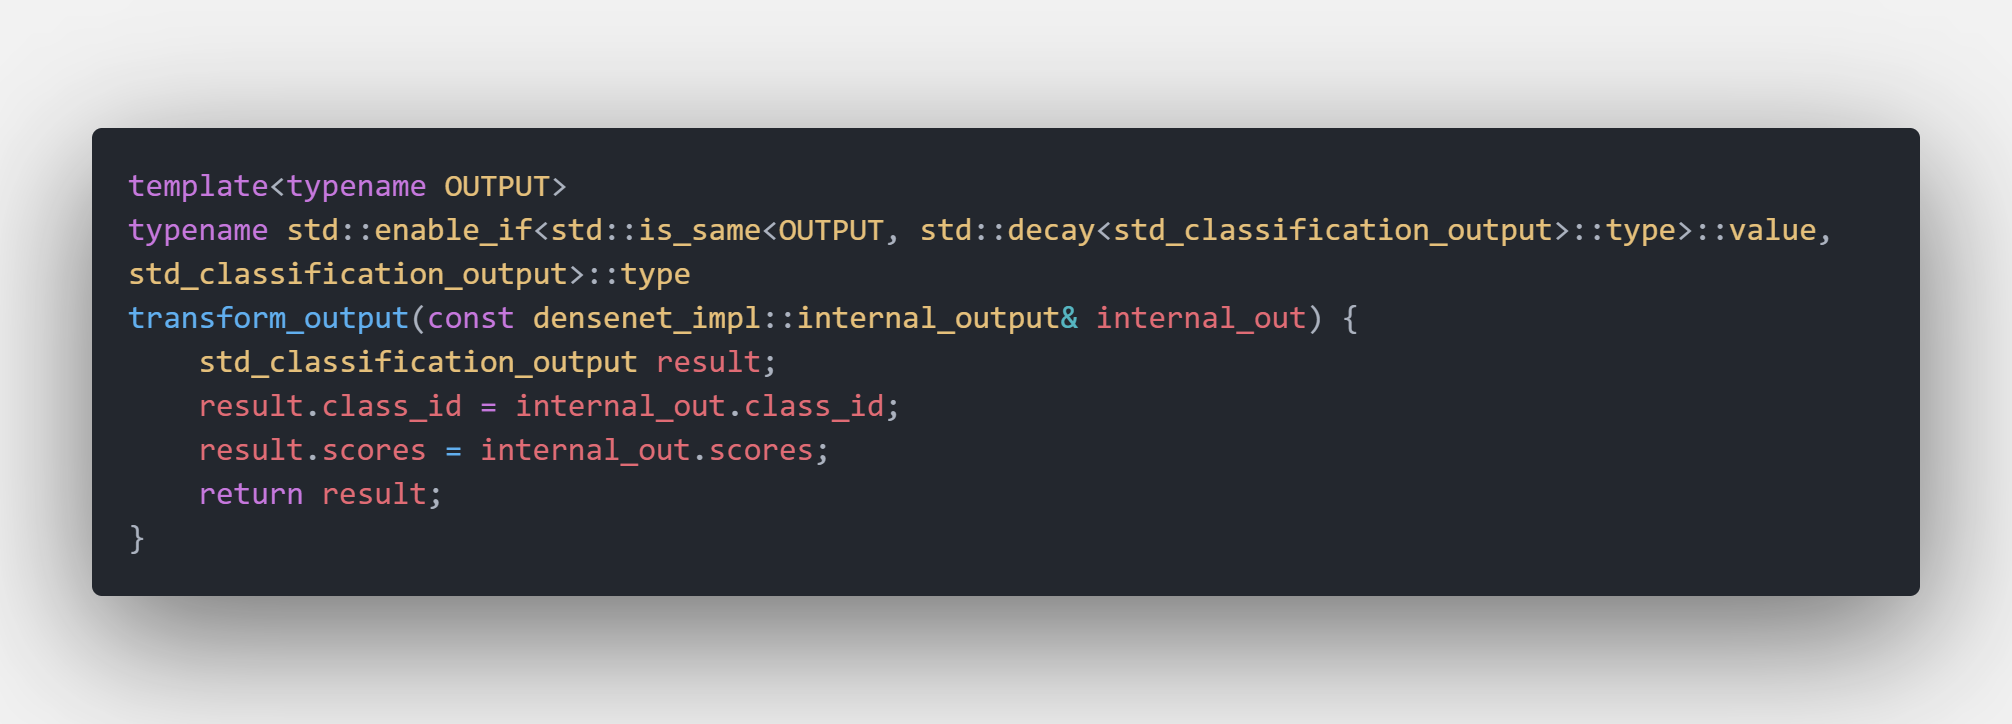 template<typename OUTPUT>
typename std::enable_if<std::is_same<OUTPUT, std::decay<std_classification_output>::type>::value,
std_classification_output>::type
transform_output(const densenet_impl::internal_output& internal_out) {
    std_classification_output result;
    result.class_id = internal_out.class_id;
    result.scores = internal_out.scores;
    return result;
}